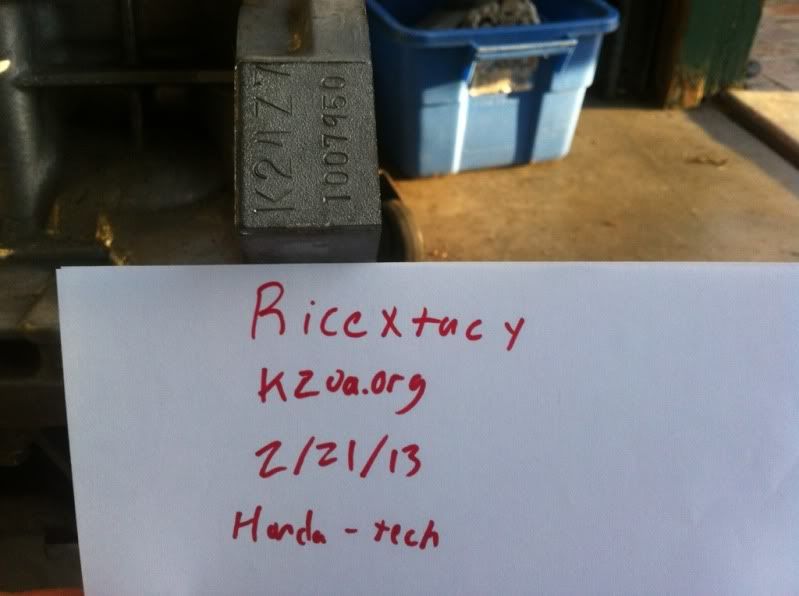 K24Z7
1007950
Ricextacy
K20a.org
2/21/13
Honda - tech